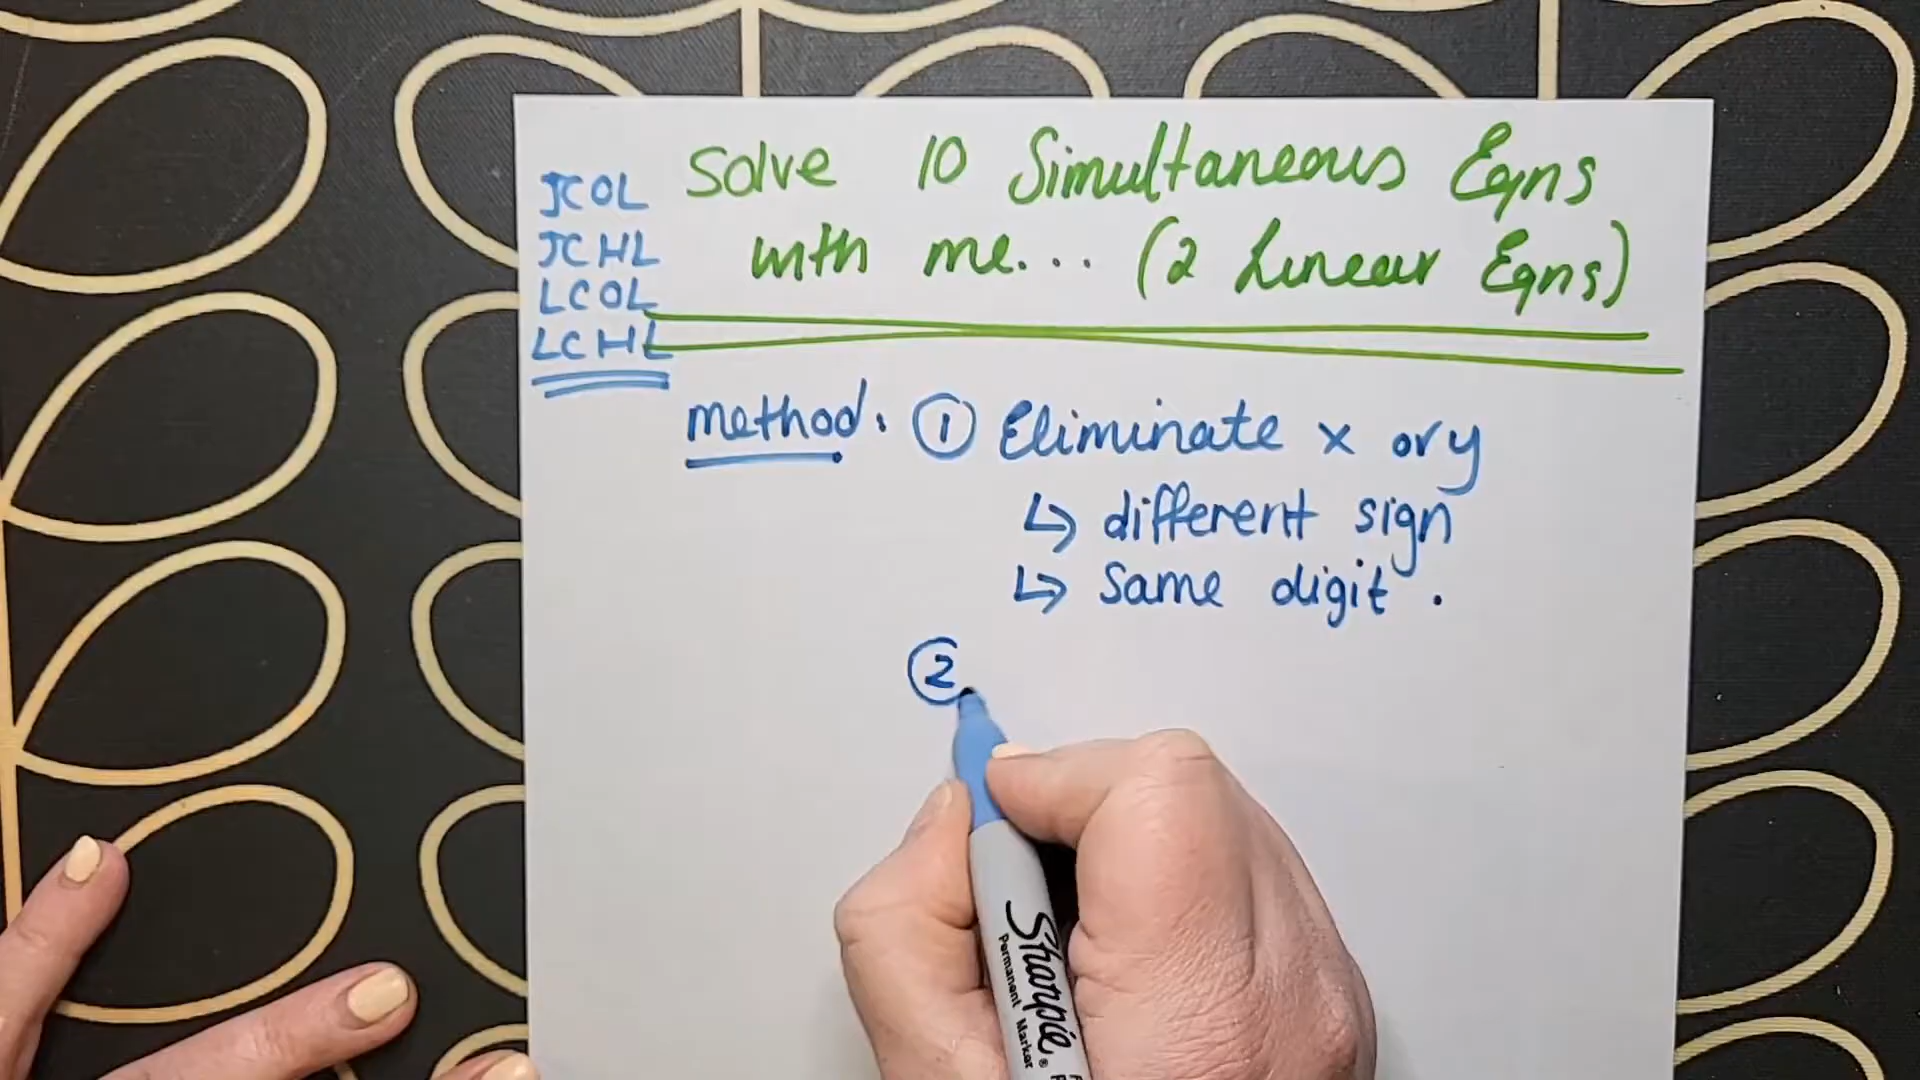 JCOL
JCHL
LCOL
LCHL
Solve 10 Simultaneous Eqns
with me... (2 Linear Eqns)
method: ① Eliminate x or y
↳ different sign
↳ same digit.
②
Sharpie®
Permanent Marker